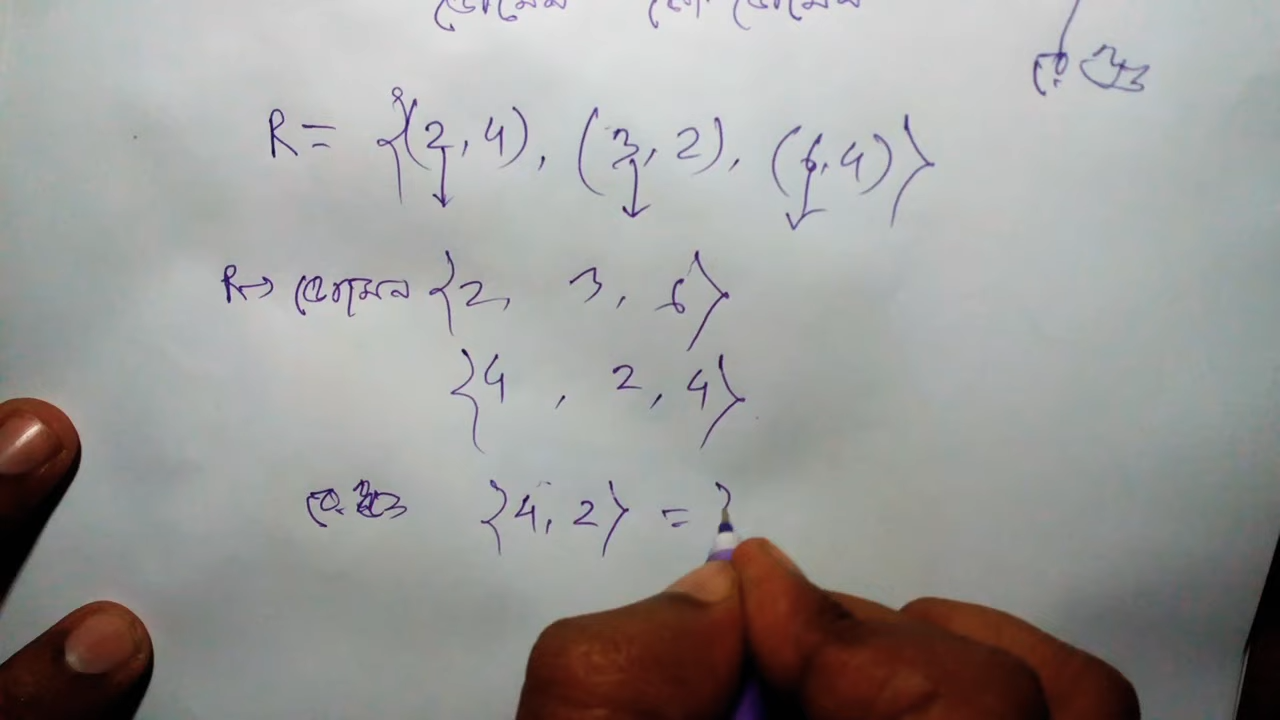 R = {(2,4), (3,2), (6,4)}
R→ ডোমেন {2, 3, 6}
{4 , 2, 4}
{4, 2} =